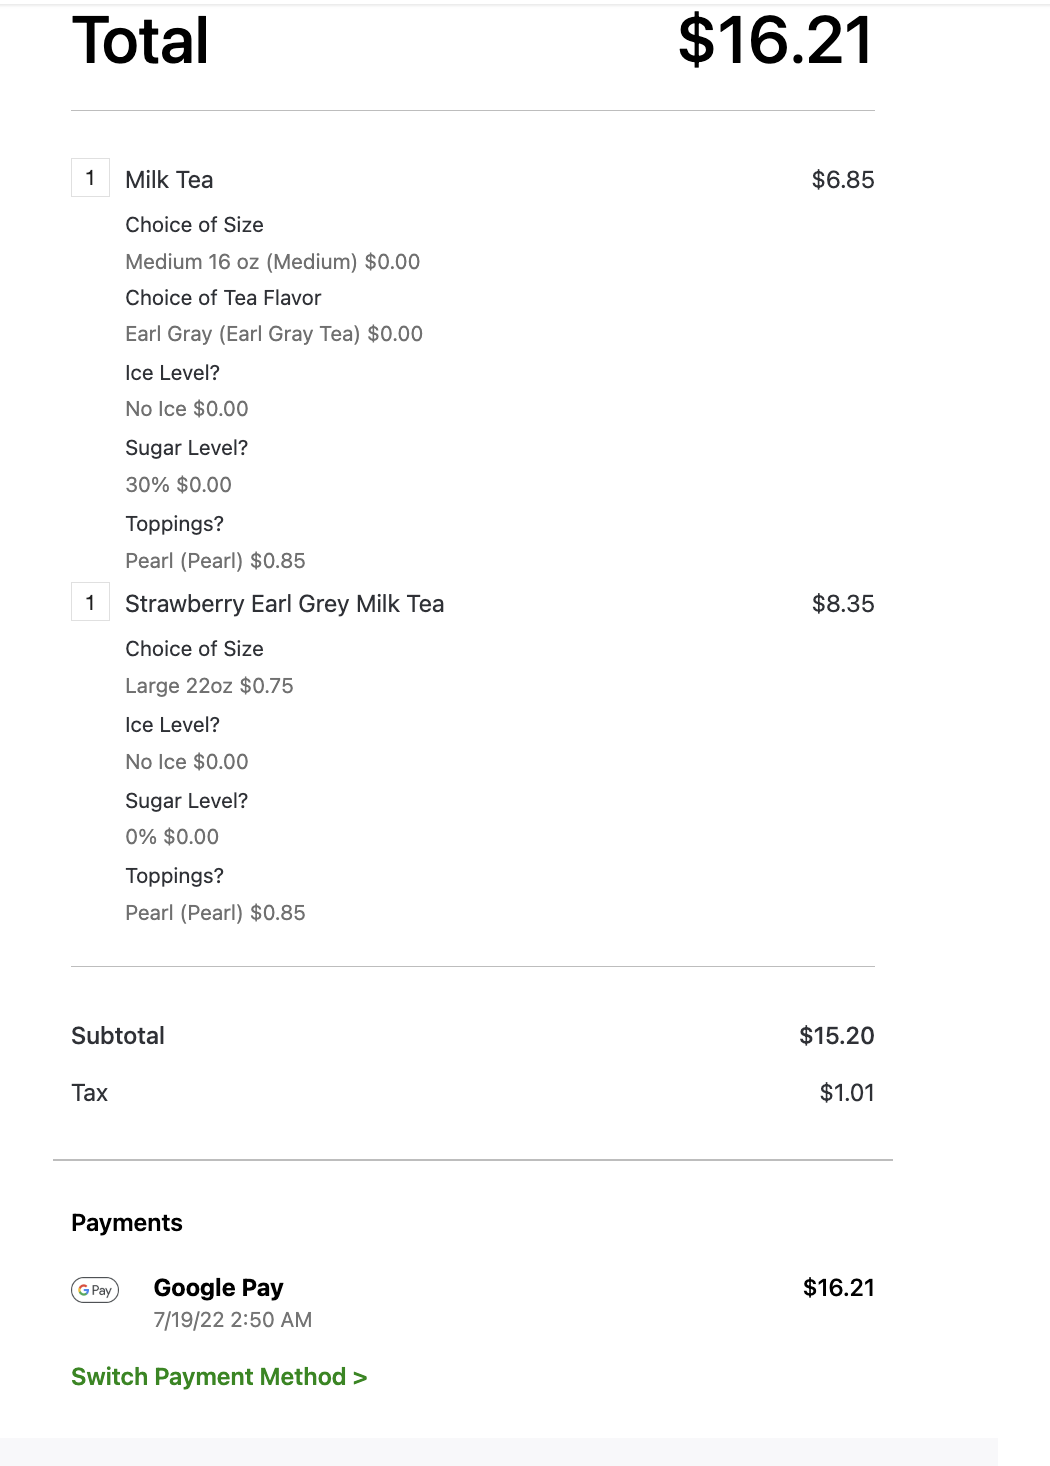 Total $16.21
1 Milk Tea $6.85
Choice of Size
Medium 16 oz (Medium) $0.00
Choice of Tea Flavor
Earl Gray (Earl Gray Tea) $0.00
Ice Level?
No Ice $0.00
Sugar Level?
30% $0.00
Toppings?
Pearl (Pearl) $0.85
1 Strawberry Earl Grey Milk Tea $8.35
Choice of Size
Large 22oz $0.75
Ice Level?
No Ice $0.00
Sugar Level?
0% $0.00
Toppings?
Pearl (Pearl) $0.85
Subtotal $15.20
Tax $1.01
Payments
G Pay Google Pay $16.21
7/19/22 2:50 AM
Switch Payment Method >